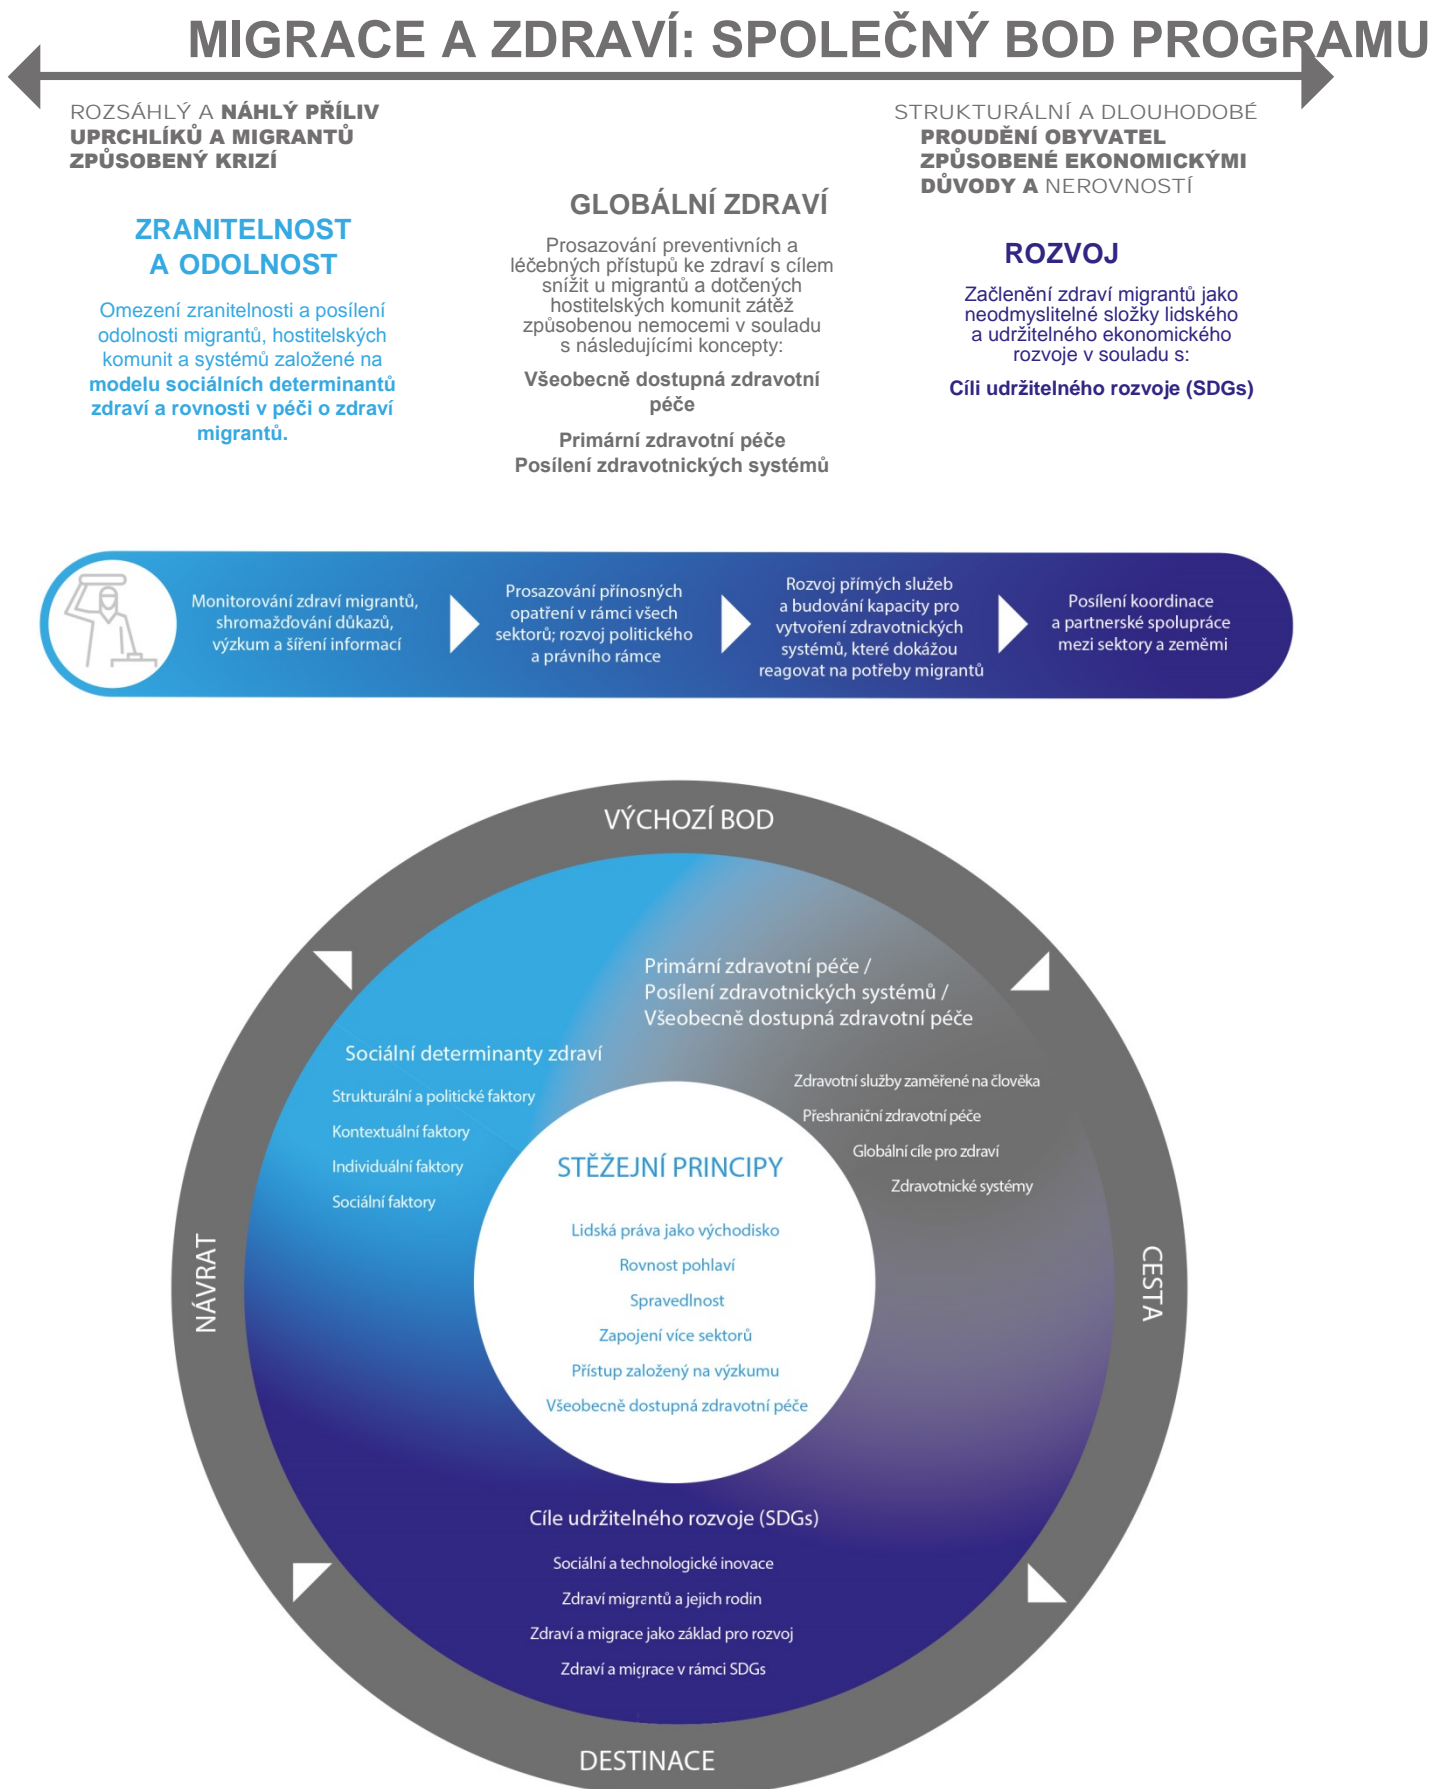 MIGRACE A ZDRAVÍ: SPOLEČNÝ BOD PROGRAMU
ROZSÁHLÝ A NÁHLÝ PŘÍLIV
UPRCHLÍKŮ A MIGRANTŮ
ZPŮSOBENÝ KRIZÍ
ZRANITELNOST
A ODOLNOST
Omezení zranitelnosti a posílení
odolnosti migrantů, hostitelských
komunit a systémů založené na
modelu sociálních determinantů
zdraví a rovnosti v péči o zdraví
migrantů.
GLOBÁLNÍ ZDRAVÍ
Prosazování preventivních a
léčebných přístupů ke zdraví s cílem
snížit u migrantů a dotčených
hostitelských komunit zátěž
způsobenou nemocemi v souladu
s následujícími koncepty:
Všeobecně dostupná zdravotní
péče
Primární zdravotní péče
Posílení zdravotnických systémů
STRUKTURÁLNÍ A DLOUHODOBÉ
PROUDĚNÍ OBYVATEL
ZPŮSOBENÉ EKONOMICKÝMI
DŮVODY A NEROVNOSTÍ
ROZVOJ
Začlenění zdraví migrantů jako
neodmyslitelné složky lidského
a udržitelného ekonomického
rozvoje v souladu s:
Cíli udržitelného rozvoje (SDGs)
Monitorování zdraví migrantů,
shromažďování důkazů,
výzkum a šíření informací
Prosazování přínosných
opatření v rámci všech
sektorů; rozvoj politického
a právního rámce
Rozvoj přímých služeb
a budování kapacity pro
vytvoření zdravotnických
systémů, které dokážou
reagovat na potřeby migrantů
Posílení koordinace
a partnerské spolupráce
mezi sektory a zeměmi
VÝCHOZÍ BOD
Primární zdravotní péče /
Posílení zdravotnických systémů /
Všeobecně dostupná zdravotní péče
Zdravotní služby zaměřené na člověka
Přeshraniční zdravotní péče
Globální cíle pro zdraví
Zdravotnické systémy
Sociální determinanty zdraví
Strukturální a politické faktory
Kontextuální faktory
Individuální faktory
Sociální faktory
STĚŽEJNÍ PRINCIPY
Lidská práva jako východisko
Rovnost pohlaví
Spravedlnost
Zapojení více sektorů
Přístup založený na výzkumu
Všeobecně dostupná zdravotní péče
NÁVRAT
CESTA
Cíle udržitelného rozvoje (SDGs)
Sociální a technologické inovace
Zdraví migrantů a jejich rodin
Zdraví a migrace jako základ pro rozvoj
Zdraví a migrace v rámci SDGs
DESTINACE